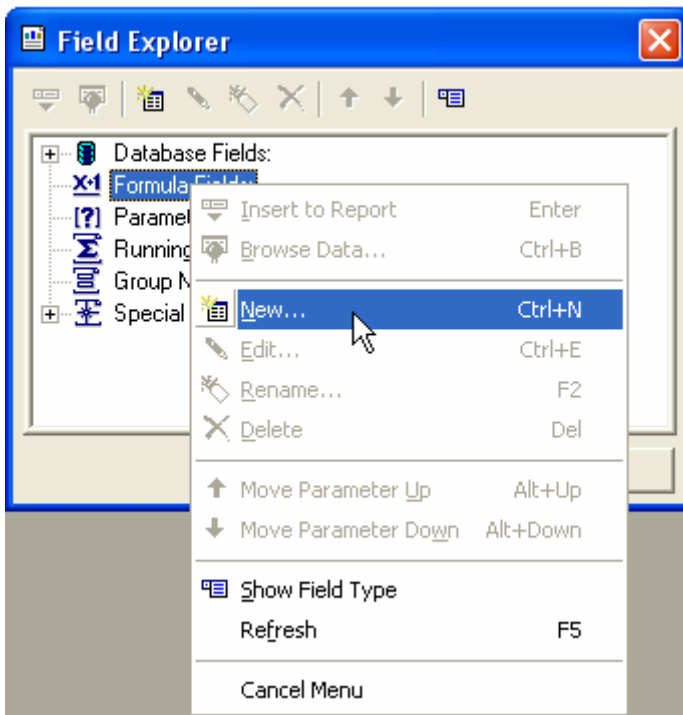 Field Explorer
Database Fields:
Formula Fields:
Paramet
Running
Group N
Special
Insert to Report Enter
Browse Data... Ctrl+B
New... Ctrl+N
Edit... Ctrl+E
Rename... F2
Delete Del
Move Parameter Up Alt+Up
Move Parameter Down Alt+Down
Show Field Type
Refresh F5
Cancel Menu